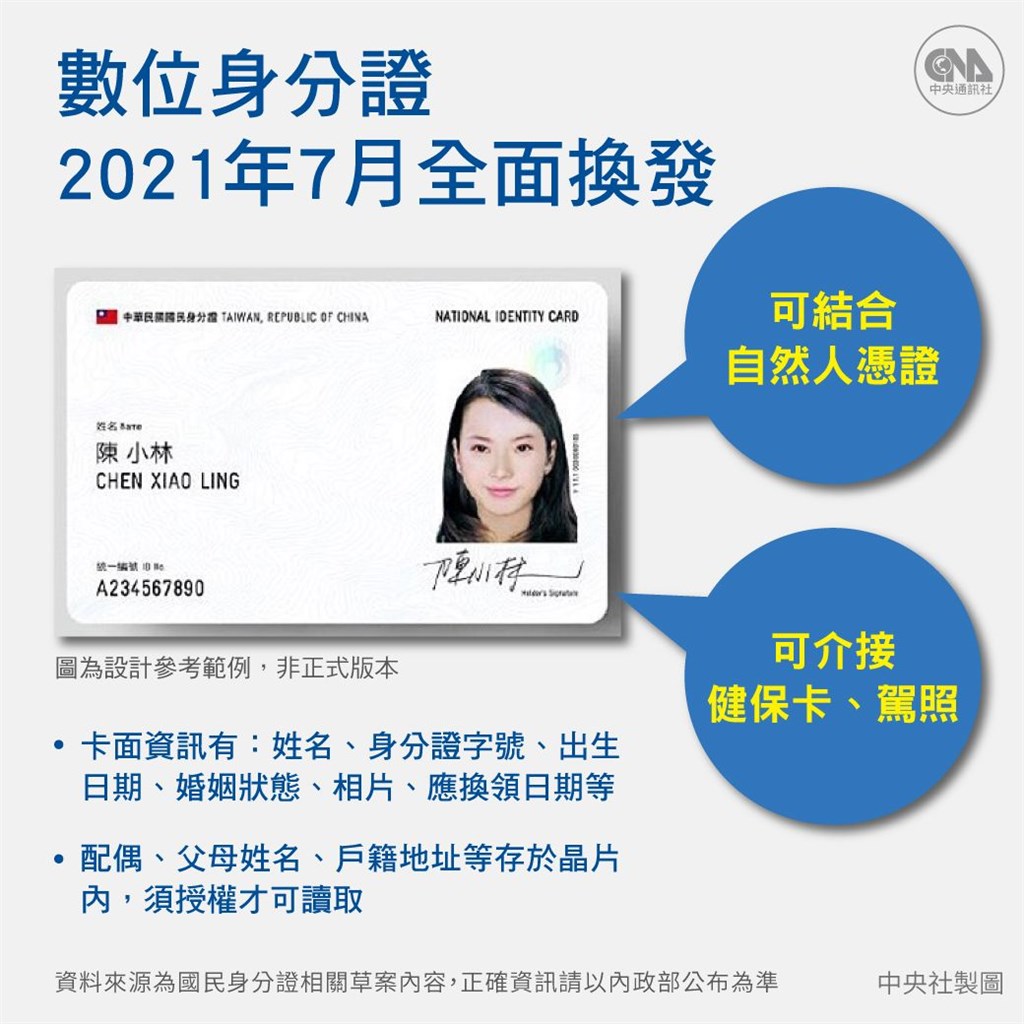 數位身分證
2021年7月全面換發
CNA
中央通訊社
可結合
自然人憑證
中華民國國民身分證 TAIWAN, REPUBLIC OF CHINA
NATIONAL IDENTITY CARD
姓名 Name
陳 小林
CHEN XIAO LING
統一編號 ID No.
A234567890
陳小林
Holder's Signature
可介接
健保卡、駕照
圖為設計參考範例，非正式版本
• 卡面資訊有：姓名、身分證字號、出生
日期、婚姻狀態、相片、應換領日期等
• 配偶、父母姓名、戶籍地址等存於晶片
內，須授權才可讀取
資料來源為國民身分證相關草案內容，正確資訊請以內政部公布為準
中央社製圖